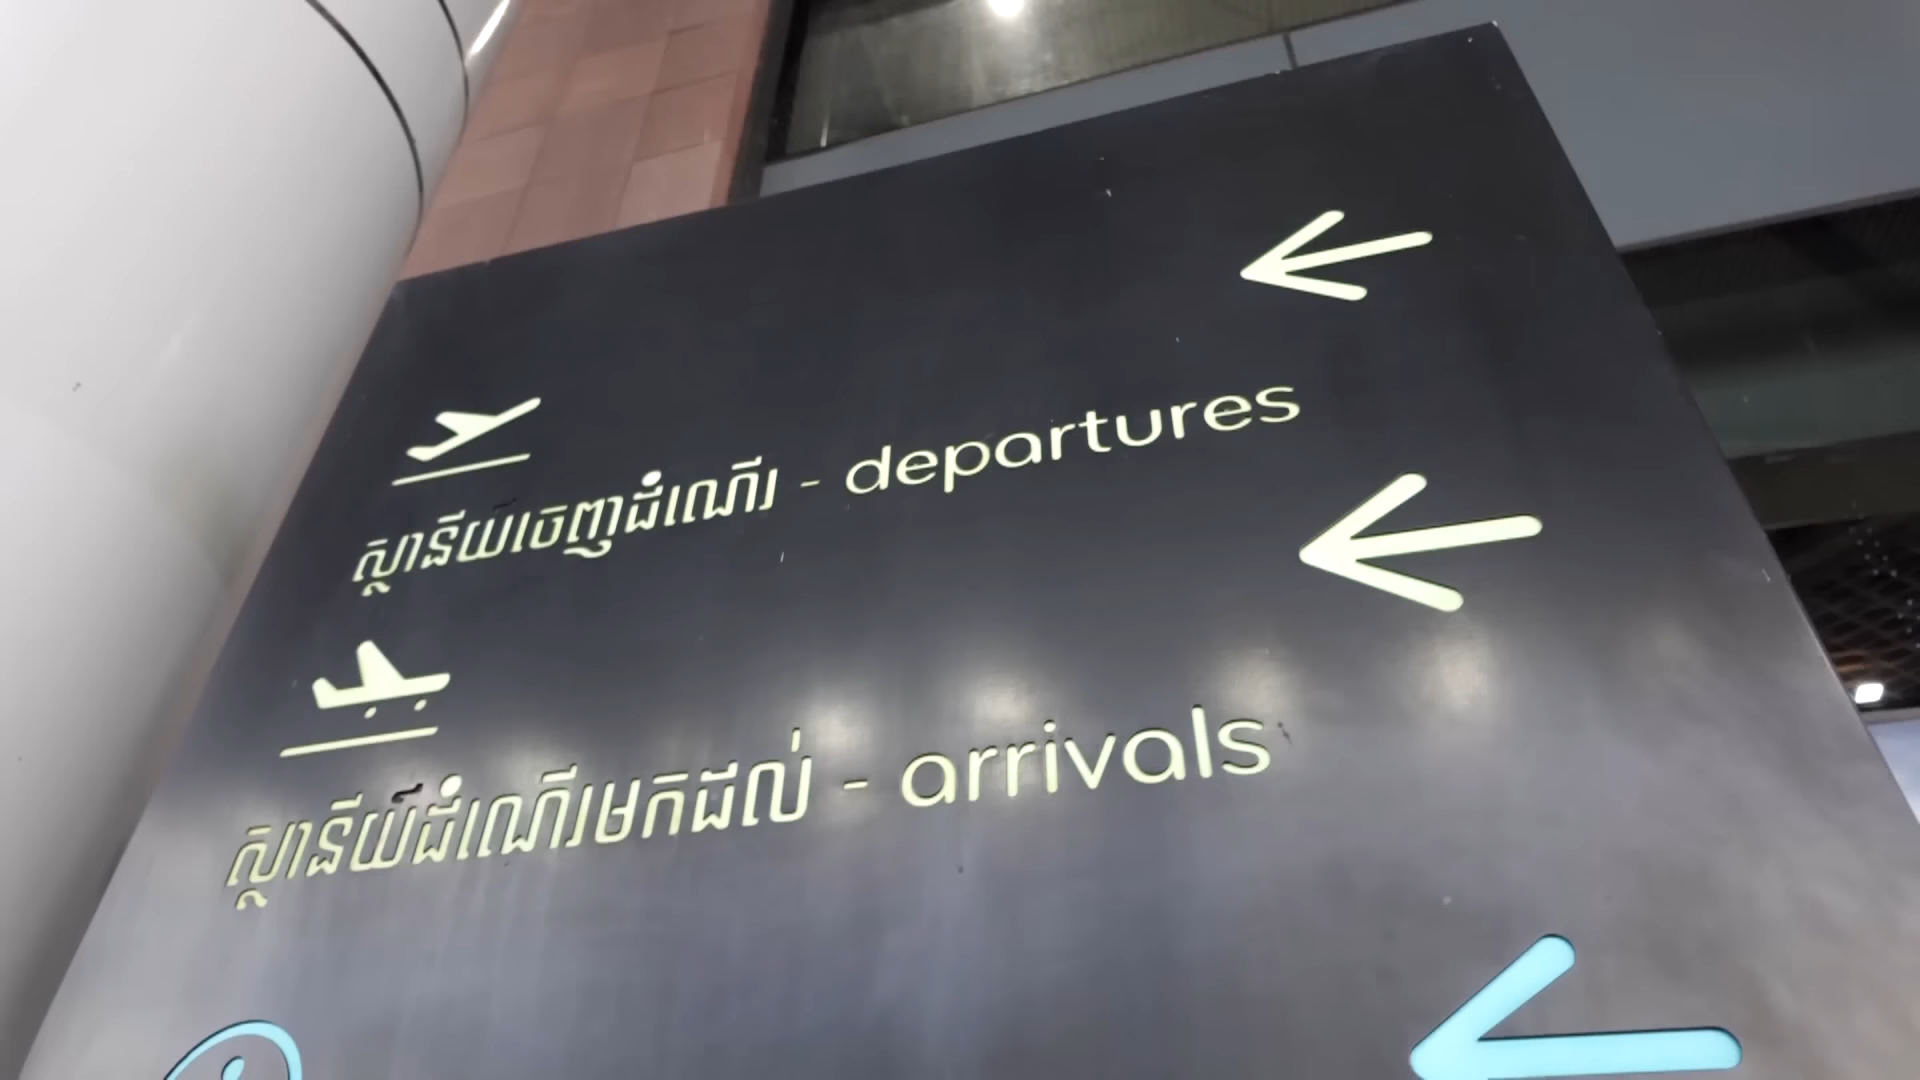 ស្ថានីយ៍ចេញដំណើរ - departures
ស្ថានីយ៍ដំណើរមកដល់ - arrivals